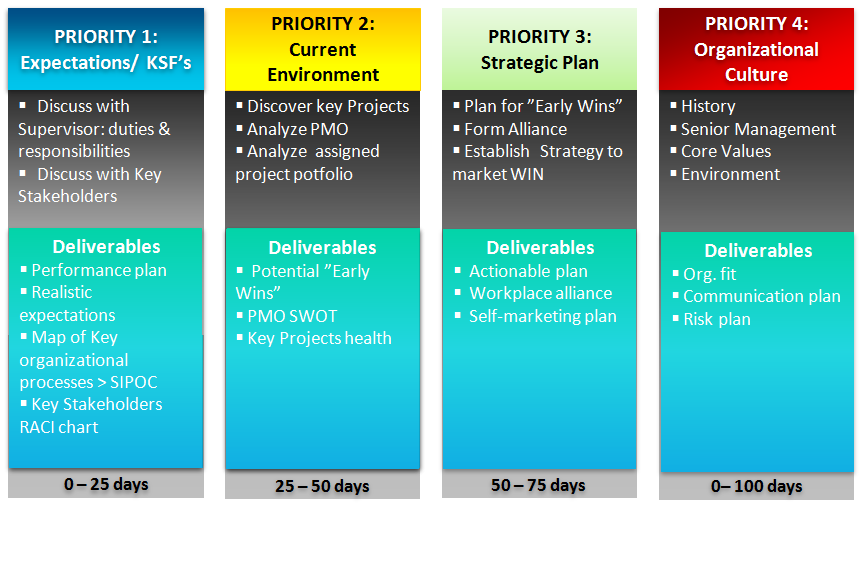 PRIORITY 1:
Expectations/ KSF's
▪ Discuss with
Supervisor: duties &
responsibilities
▪ Discuss with Key
Stakeholders
Deliverables
▪ Performance plan
▪ Realistic
expectations
▪ Map of Key
organizational
processes > SIPOC
▪ Key Stakeholders
RACI chart
0 – 25 days
PRIORITY 2:
Current
Environment
▪ Discover key Projects
▪ Analyze PMO
▪ Analyze assigned
project potfolio
Deliverables
▪ Potential ”Early
Wins”
▪ PMO SWOT
▪ Key Projects health
25 – 50 days
PRIORITY 3:
Strategic Plan
▪ Plan for ”Early Wins”
▪ Form Alliance
▪ Establish Strategy to
market WIN
Deliverables
▪ Actionable plan
▪ Workplace alliance
▪ Self-marketing plan
50 – 75 days
PRIORITY 4:
Organizational
Culture
▪ History
▪ Senior Management
▪ Core Values
▪ Environment
Deliverables
▪ Org. fit
▪ Communication plan
▪ Risk plan
0– 100 days